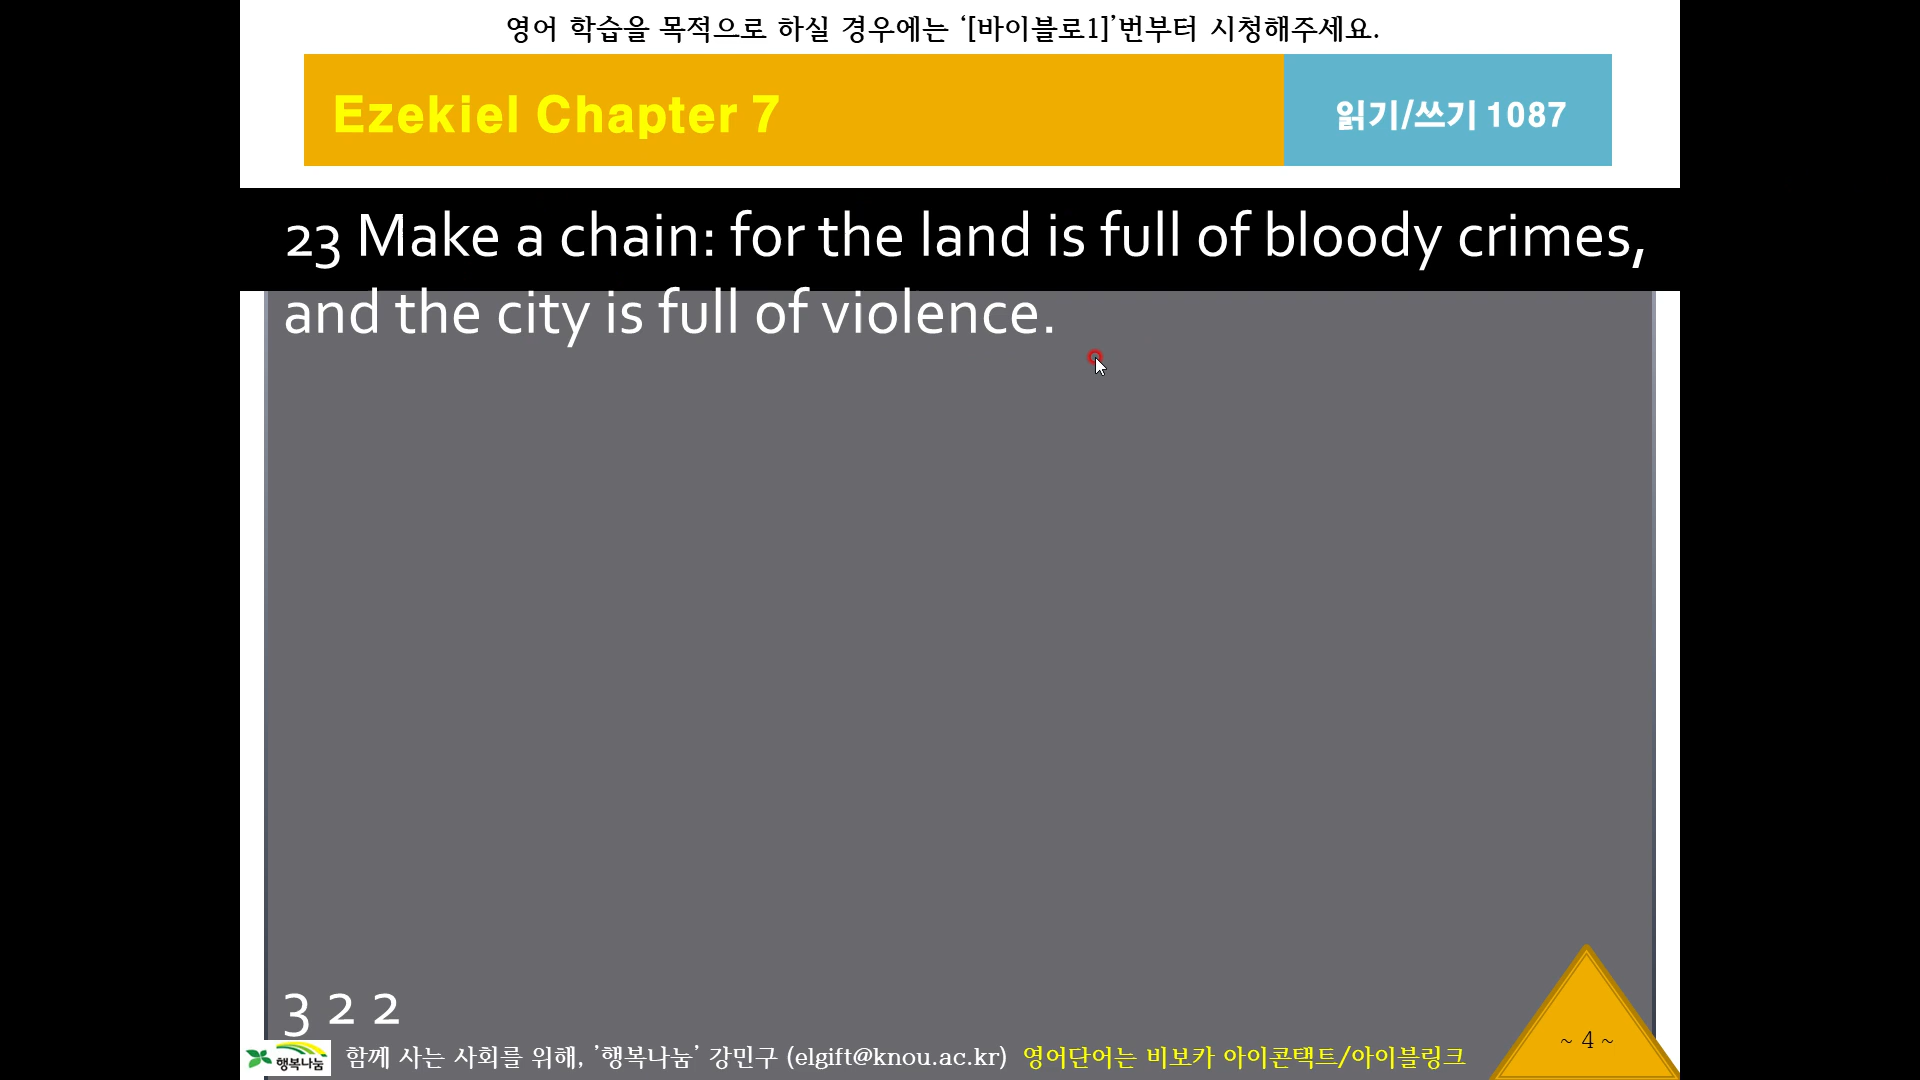 영어 학습을 목적으로 하실 경우에는 ‘[바이블로1]’번부터 시청해주세요.
Ezekiel Chapter 7
읽기/쓰기 1087
23 Make a chain: for the land is full of bloody crimes,
and the city is full of violence.
3 2 2
~ 4 ~
행복나눔
함께 사는 사회를 위해, ’행복나눔’ 강민구 (elgift@knou.ac.kr) 영어단어는 비보카 아이콘택트/아이블링크